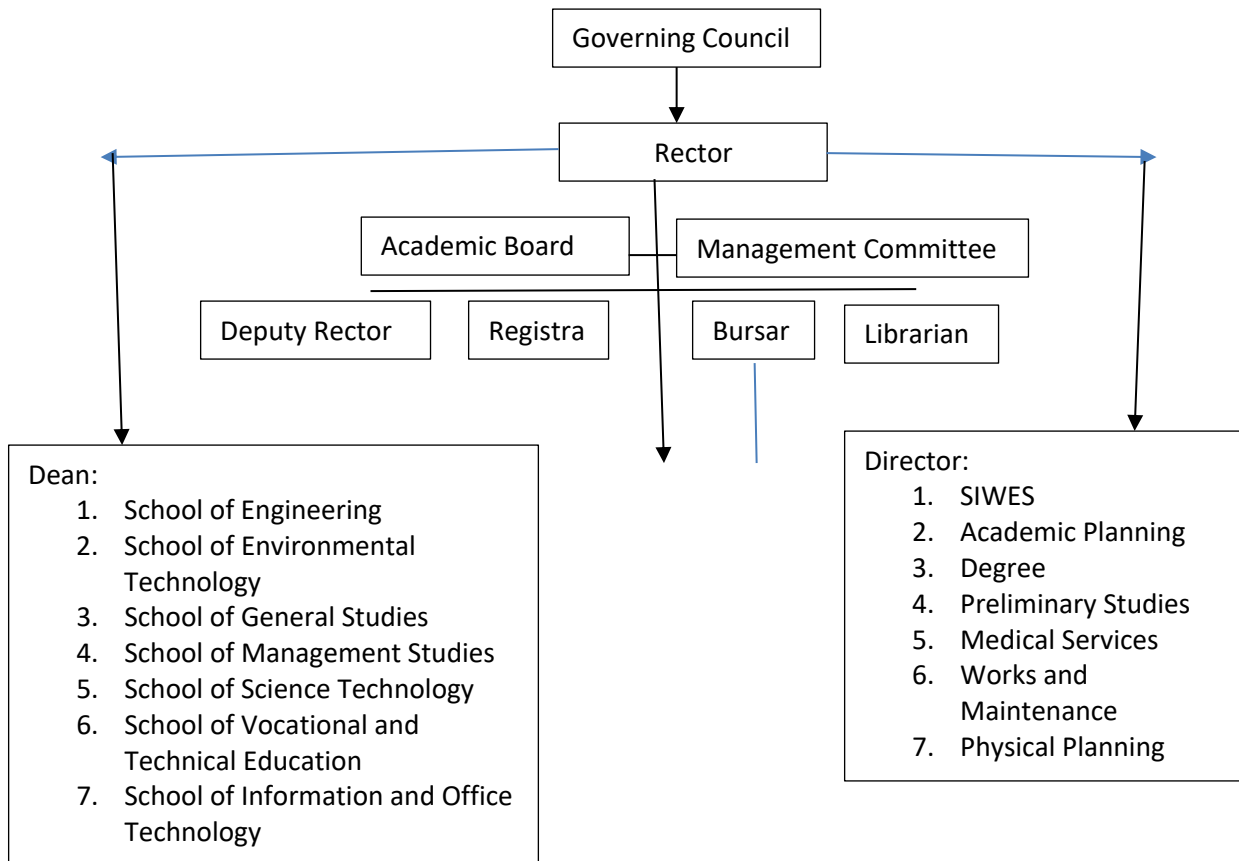 Governing Council
Rector
Academic Board
Management Committee
Deputy Rector
Registra
Bursar
Librarian
Dean:
1. School of Engineering
2. School of Environmental
Technology
3. School of General Studies
4. School of Management Studies
5. School of Science Technology
6. School of Vocational and
Technical Education
7. School of Information and Office
Technology
Director:
1. SIWES
2. Academic Planning
3. Degree
4. Preliminary Studies
5. Medical Services
6. Works and
Maintenance
7. Physical Planning